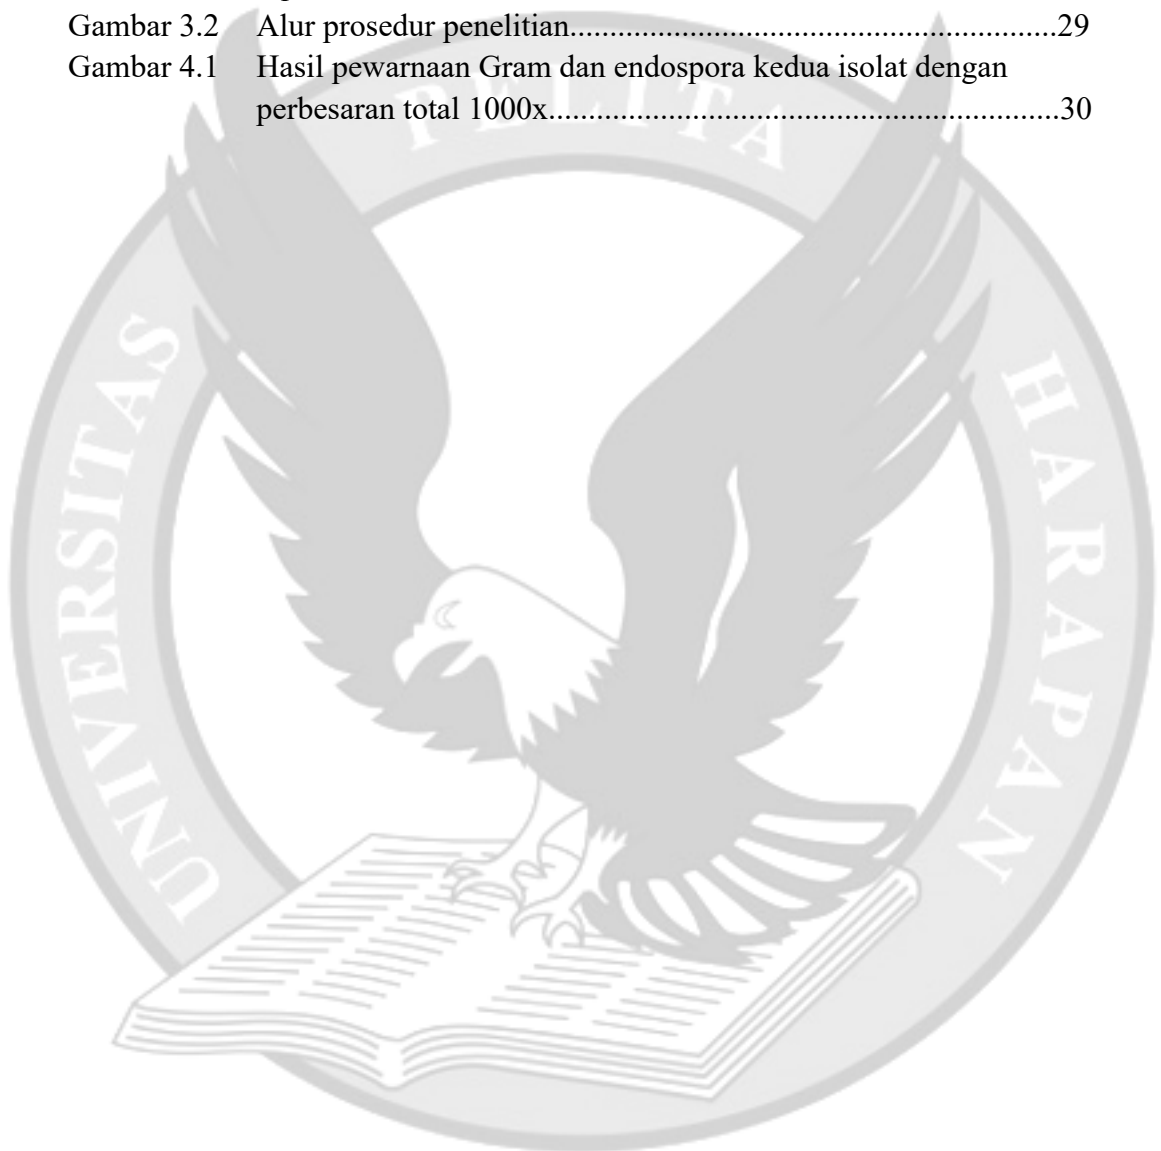 Gambar 3.2 Alur prosedur penelitian..............................................................29
Gambar 4.1 Hasil pewarnaan Gram dan endospora kedua isolat dengan
perbesaran total 1000x.................................................................30
UNIVERSITAS PELITA HARAPAN